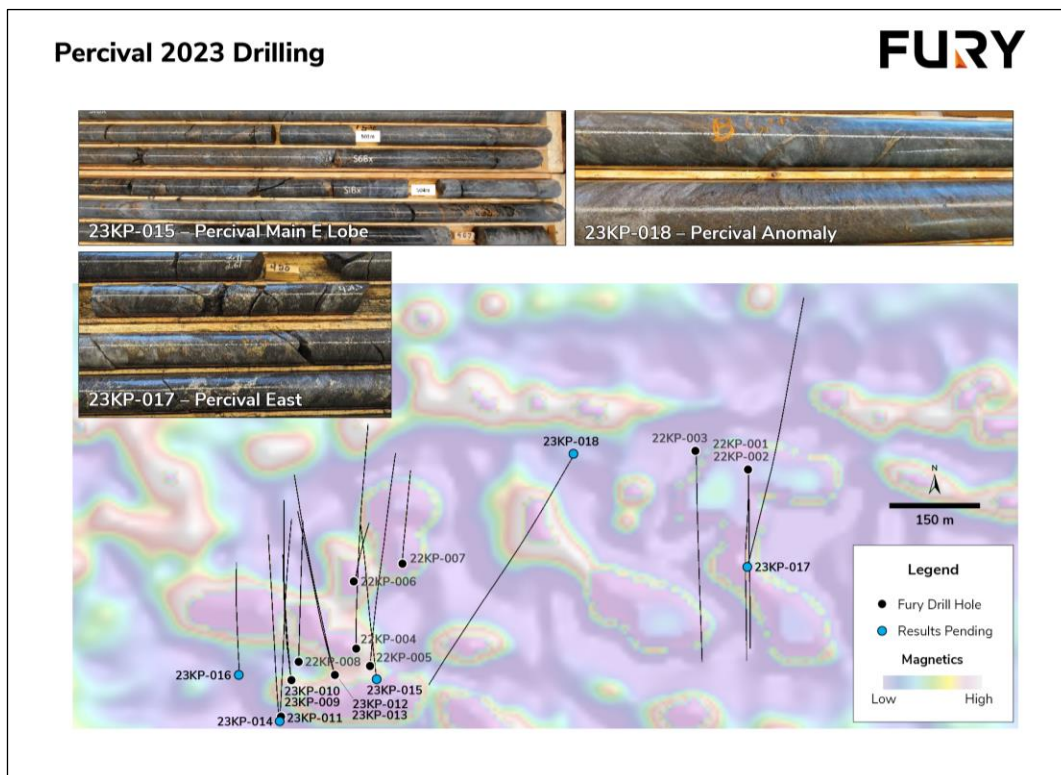 Percival 2023 Drilling
FURY
S6Bx
SiBx
23KP-015 – Percival Main E Lobe
23KP-018 – Percival Anomaly
23KP-017 – Percival East
23KP-018
22KP-003
22KP-001
22KP-002
N
150 m
22KP-007
23KP-017
22KP-006
22KP-004
22KP-005
22KP-008
23KP-016
23KP-015
23KP-010
23KP-009
23KP-012
23KP-013
23KP-011
23KP-014
Legend
Fury Drill Hole
Results Pending
Magnetics
Low
High